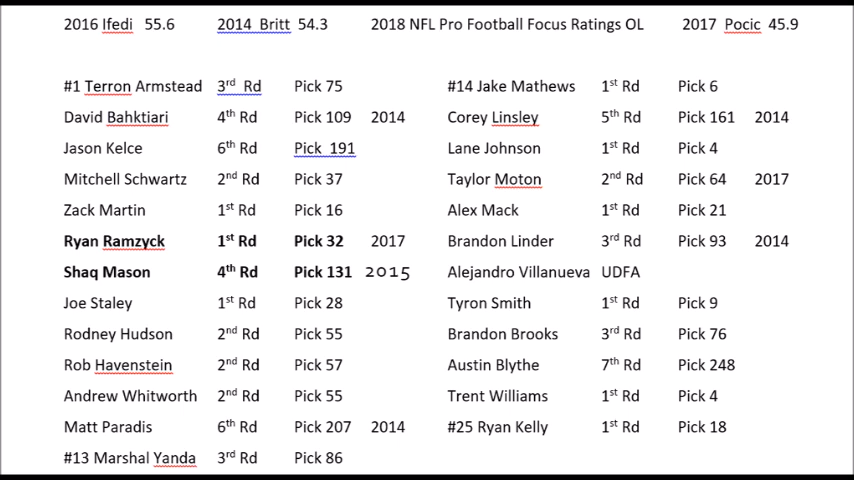 2016 Ifedi 55.6 2014 Britt 54.3 2018 NFL Pro Football Focus Ratings OL 2017 Pocic 45.9
#1 Terron Armstead 3rd Rd Pick 75 #14 Jake Mathews 1st Rd Pick 6
David Bahktiari 4th Rd Pick 109 2014 Corey Linsley 5th Rd Pick 161 2014
Jason Kelce 6th Rd Pick 191 Lane Johnson 1st Rd Pick 4
Mitchell Schwartz 2nd Rd Pick 37 Taylor Moton 2nd Rd Pick 64 2017
Zack Martin 1st Rd Pick 16 Alex Mack 1st Rd Pick 21
Ryan Ramzyck 1st Rd Pick 32 2017 Brandon Linder 3rd Rd Pick 93 2014
Shaq Mason 4th Rd Pick 131 2015 Alejandro Villanueva UDFA
Joe Staley 1st Rd Pick 28 Tyron Smith 1st Rd Pick 9
Rodney Hudson 2nd Rd Pick 55 Brandon Brooks 3rd Rd Pick 76
Rob Havenstein 2nd Rd Pick 57 Austin Blythe 7th Rd Pick 248
Andrew Whitworth 2nd Rd Pick 55 Trent Williams 1st Rd Pick 4
Matt Paradis 6th Rd Pick 207 2014 #25 Ryan Kelly 1st Rd Pick 18
#13 Marshal Yanda 3rd Rd Pick 86